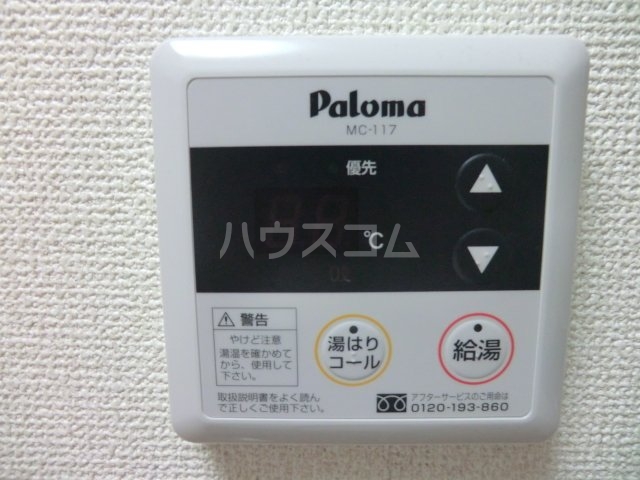 Paloma
MC-117
優先
▲
℃
▼
ハウスコム
警告
やけど注意
湯温を確かめて
から、使用して
下さい。
湯はり
コール
給湯
取扱説明書をよく読ん
で正しくご使用下さい。
アフターサービスのご用命は
0120-193-860